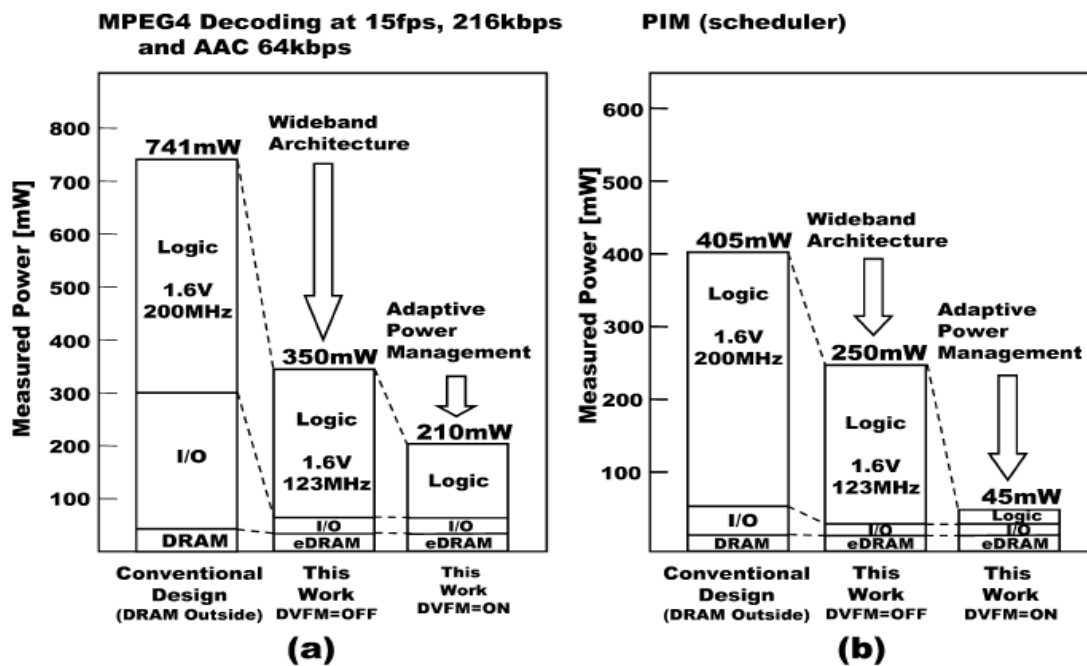 MPEG4 Decoding at 15fps, 216kbps
and AAC 64kbps
Measured Power [mW]
800
700
600
500
400
300
200
100
741mW
Logic
1.6V
200MHz
I/O
DRAM
Wideband
Architecture
350mW
Logic
1.6V
123MHz
I/O
eDRAM
Adaptive
Power
Management
210mW
Logic
I/O
eDRAM
Conventional
Design
(DRAM Outside)
This
Work
DVFM=OFF
This
Work
DVFM=ON
(a)
PIM (scheduler)
Measured Power [mW]
600
500
400
300
200
100
405mW
Logic
1.6V
200MHz
I/O
DRAM
Wideband
Architecture
250mW
Logic
1.6V
123MHz
I/O
eDRAM
Adaptive
Power
Management
45mW
Logic
I/O
eDRAM
Conventional
Design
(DRAM Outside)
This
Work
DVFM=OFF
This
Work
DVFM=ON
(b)